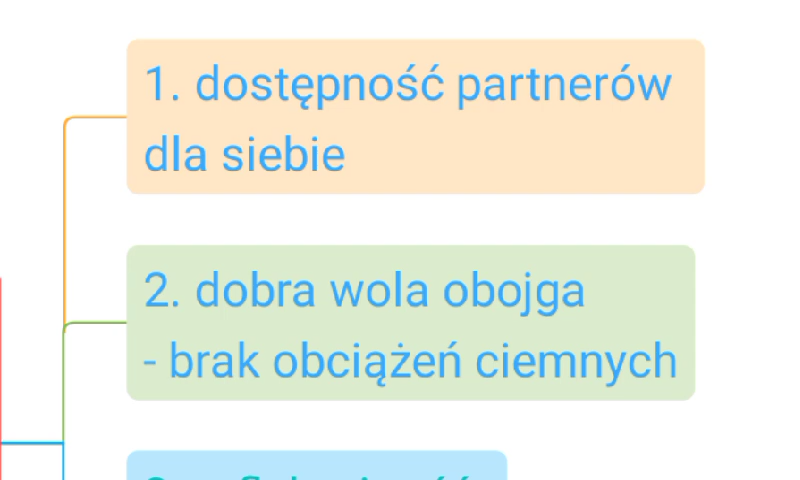 1. dostępność partnerów
dla siebie
2. dobra wola obojga
- brak obciążeń ciemnych